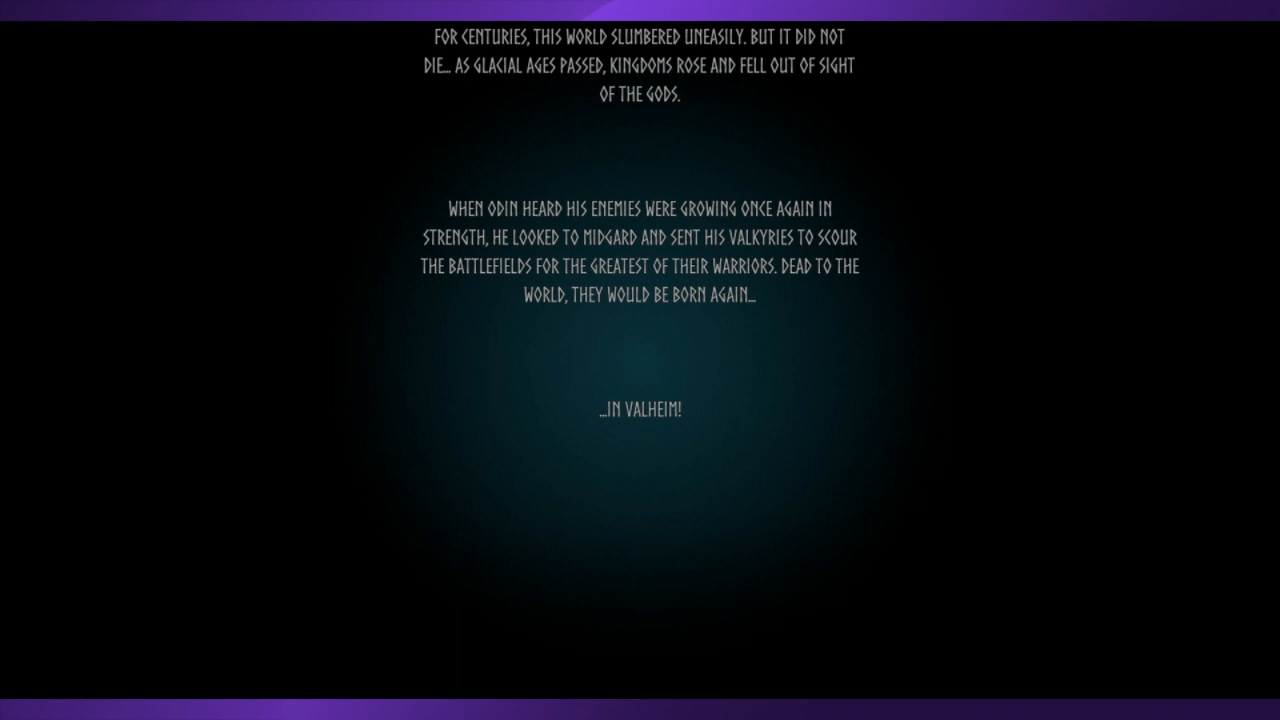 FOR CENTURIES, THIS WORLD SLUMBERED UNEASILY. BUT IT DID NOT
DIE... AS GLACIAL AGES PASSED, KINGDOMS ROSE AND FELL OUT OF SIGHT
OF THE GODS.
WHEN ODIN HEARD HIS ENEMIES WERE GROWING ONCE AGAIN IN
STRENGTH, HE LOOKED TO MIDGARD AND SENT HIS VALKYRIES TO SCOUR
THE BATTLEFIELDS FOR THE GREATEST OF THEIR WARRIORS. DEAD TO THE
WORLD, THEY WOULD BE BORN AGAIN...
...IN VALHEIM!